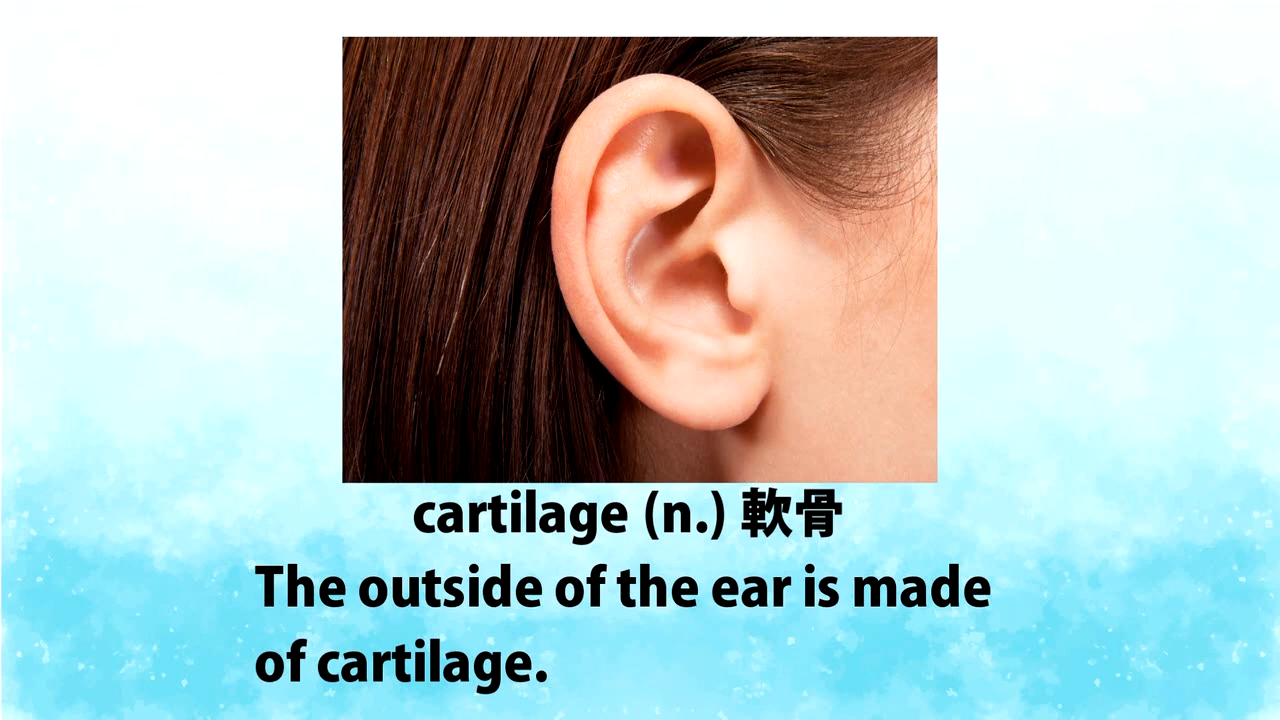 cartilage (n.) 軟骨
The outside of the ear is made
of cartilage.